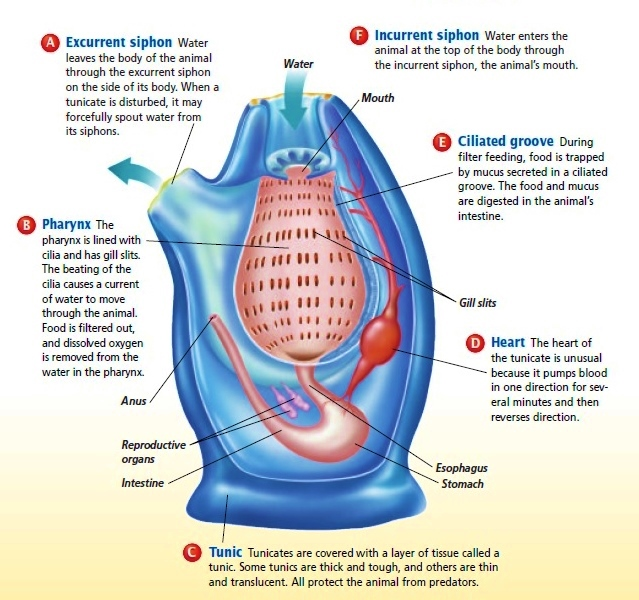 A Excurrent siphon Water
leaves the body of the animal
through the excurrent siphon
on the side of its body. When a
tunicate is disturbed, it may
forcefully spout water from
its siphons.
Water
F Incurrent siphon Water enters the
animal at the top of the body through
the incurrent siphon, the animal's mouth.
Mouth
E Ciliated groove During
filter feeding, food is trapped
by mucus secreted in a ciliated
groove. The food and mucus
are digested in the animal's
intestine.
B Pharynx The
pharynx is lined with
cilia and has gill slits.
The beating of the
cilia causes a current
of water to move
through the animal.
Food is filtered out,
and dissolved oxygen
is removed from the
water in the pharynx.
Gill slits
D Heart The heart of
the tunicate is unusual
because it pumps blood
in one direction for sev-
eral minutes and then
reverses direction.
Anus
Reproductive
organs
Intestine
Esophagus
Stomach
C Tunic Tunicates are covered with a layer of tissue called a
tunic. Some tunics are thick and tough, and others are thin
and translucent. All protect the animal from predators.